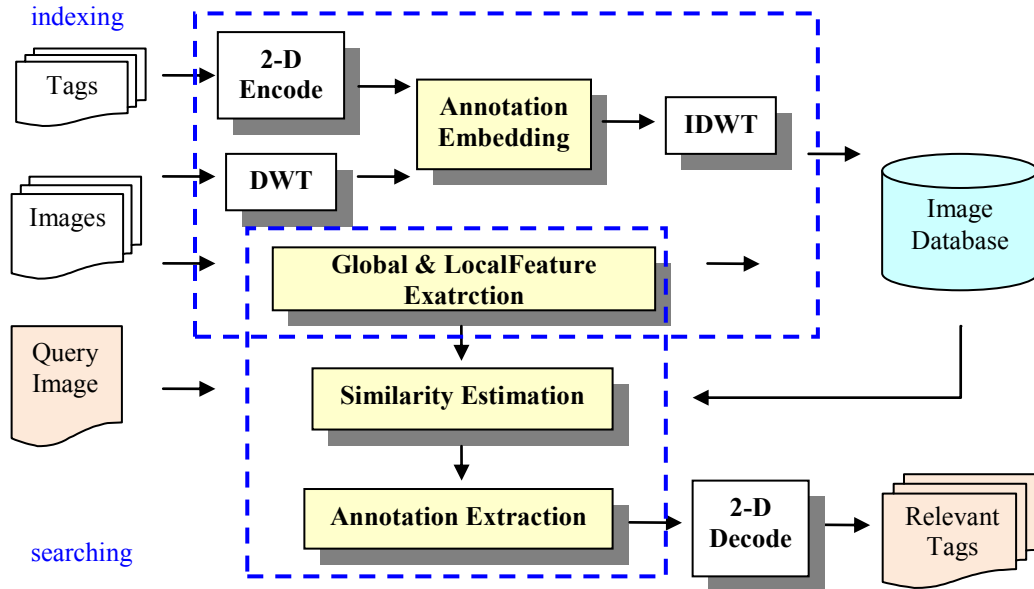 indexing
Tags
2-D
Encode
Annotation
Embedding
IDWT
DWT
Images
Image
Database
Global & LocalFeature
Exatrction
Query
Image
Similarity Estimation
Annotation Extraction
2-D
Decode
Relevant
Tags
searching